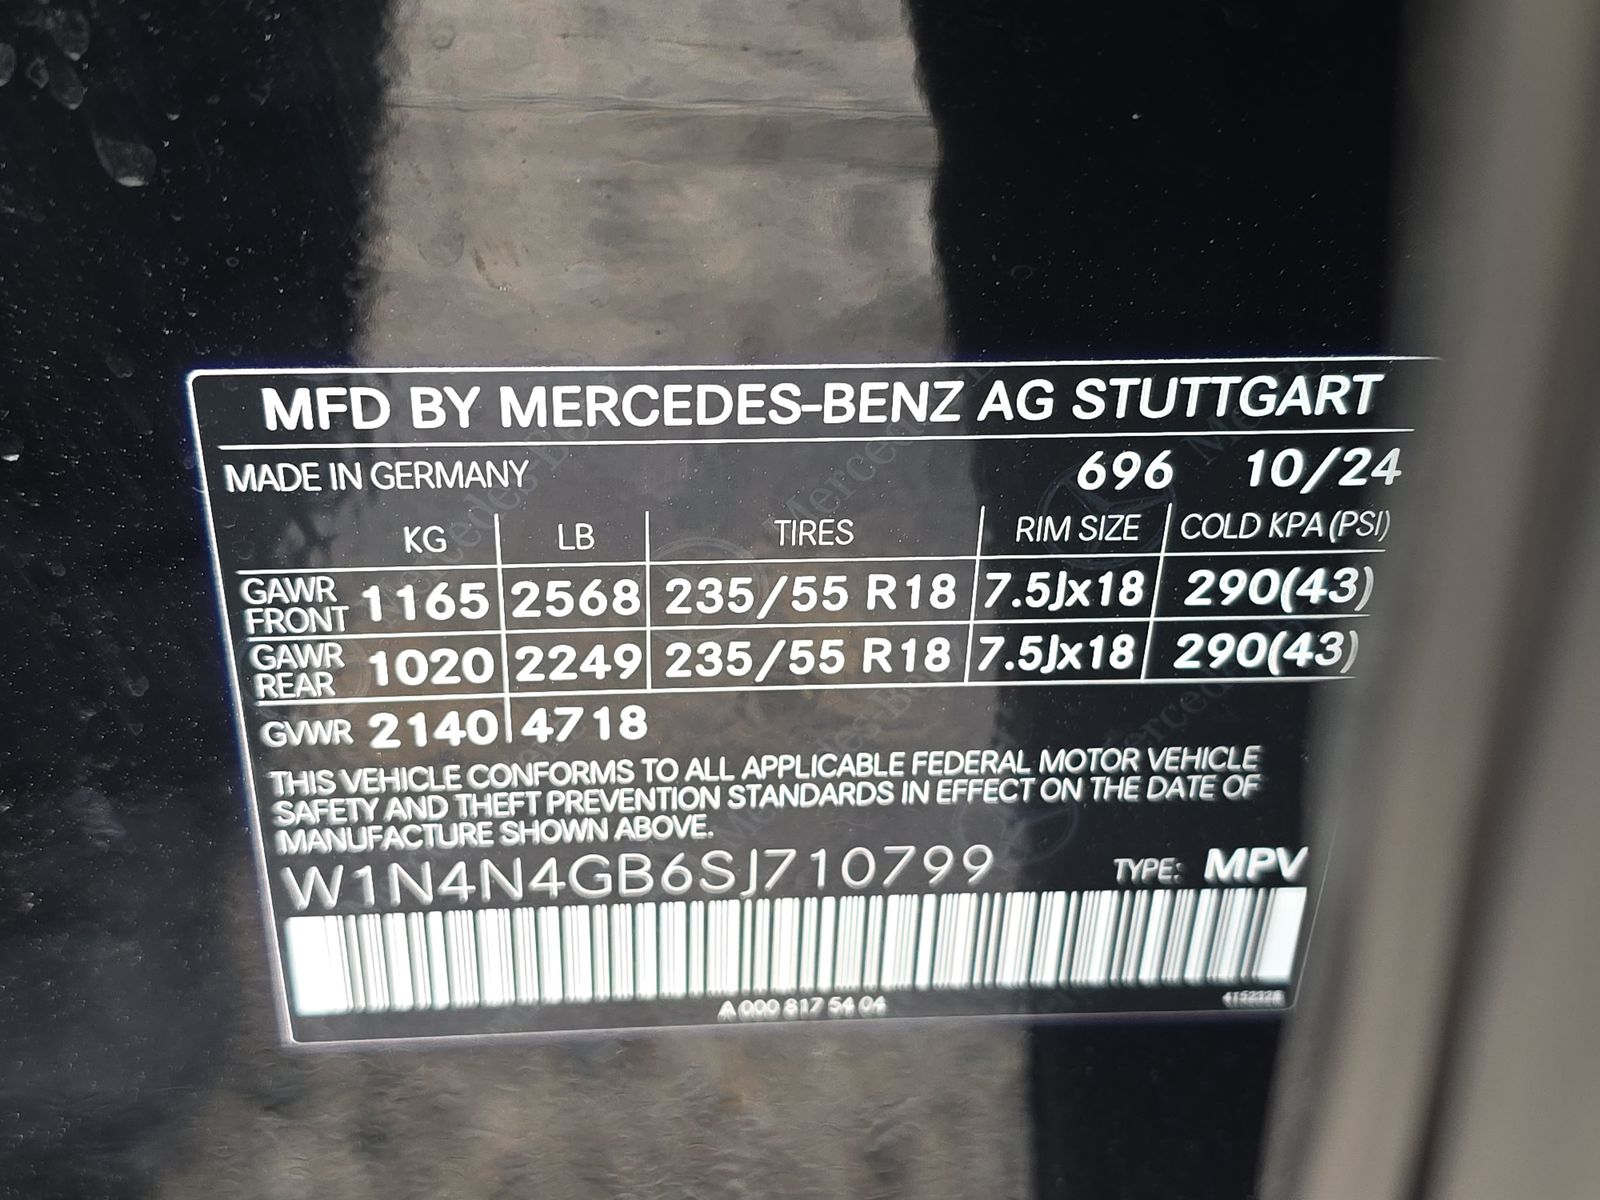 MFD BY MERCEDES-BENZ AG STUTTGART
MADE IN GERMANY 696 10/24
KG LB TIRES RIM SIZE COLD KPA (PSI)
GAWR FRONT 1165 2568 235/55 R18 7.5Jx18 290(43)
GAWR REAR 1020 2249 235/55 R18 7.5Jx18 290(43)
GVWR 2140 4718
THIS VEHICLE CONFORMS TO ALL APPLICABLE FEDERAL MOTOR VEHICLE
SAFETY AND THEFT PREVENTION STANDARDS IN EFFECT ON THE DATE OF
MANUFACTURE SHOWN ABOVE.
W1N4N4GB6SJ710799 TYPE: MPV
A 000 817 54 04